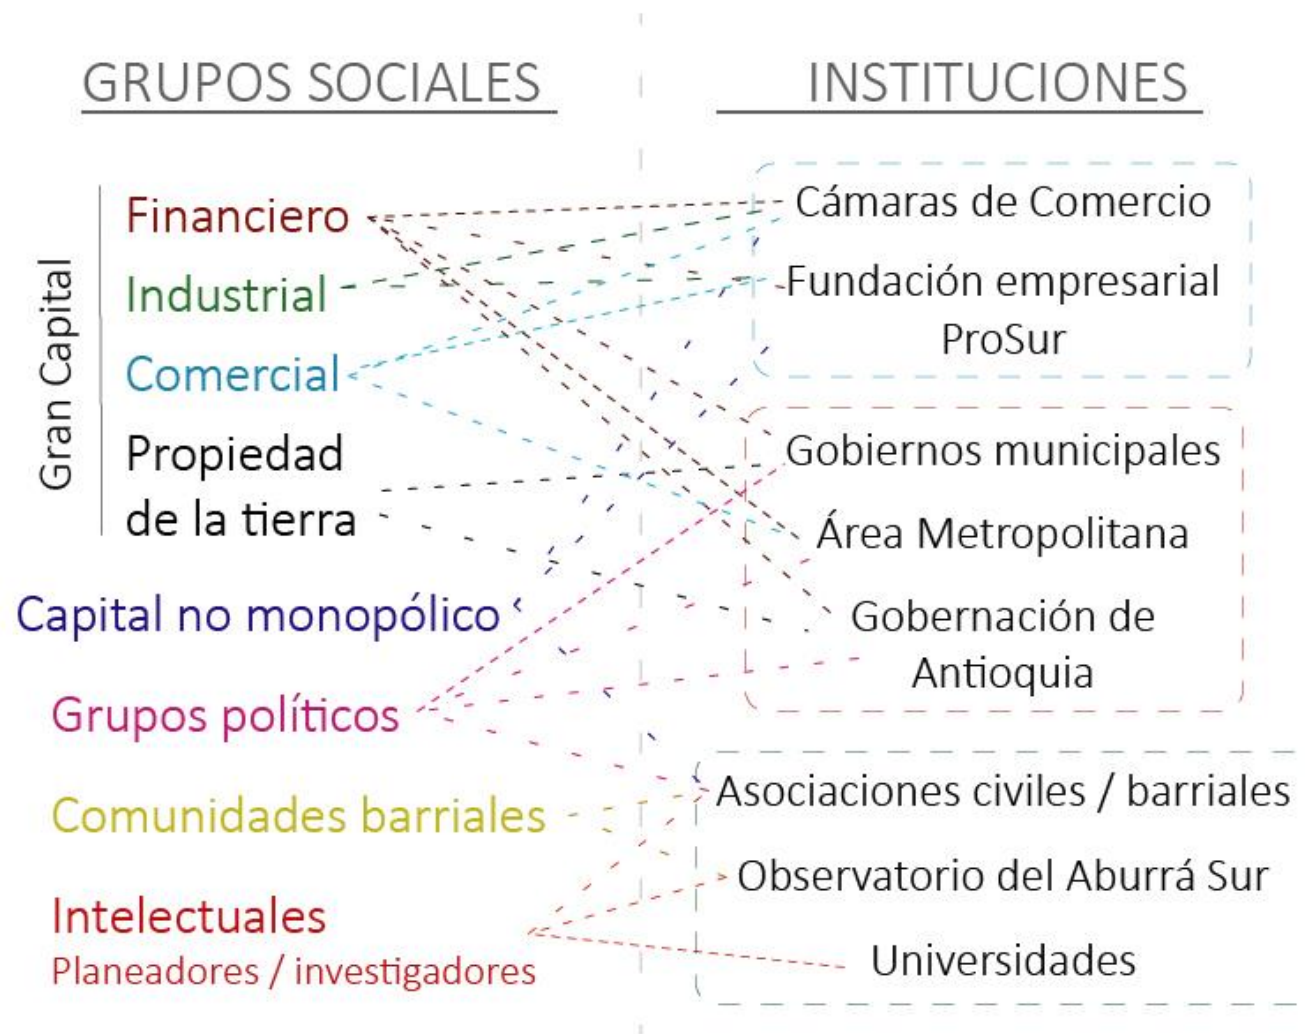 GRUPOS SOCIALES
INSTITUCIONES
Gran Capital
Financiero
Industrial
Comercial
Propiedad
de la tierra
Capital no monopólico
Grupos políticos
Comunidades barriales
Intelectuales
Planeadores / investigadores
Cámaras de Comercio
Fundación empresarial
ProSur
Gobiernos municipales
Área Metropolitana
Gobernación de
Antioquia
Asociaciones civiles / barriales
Observatorio del Aburrá Sur
Universidades